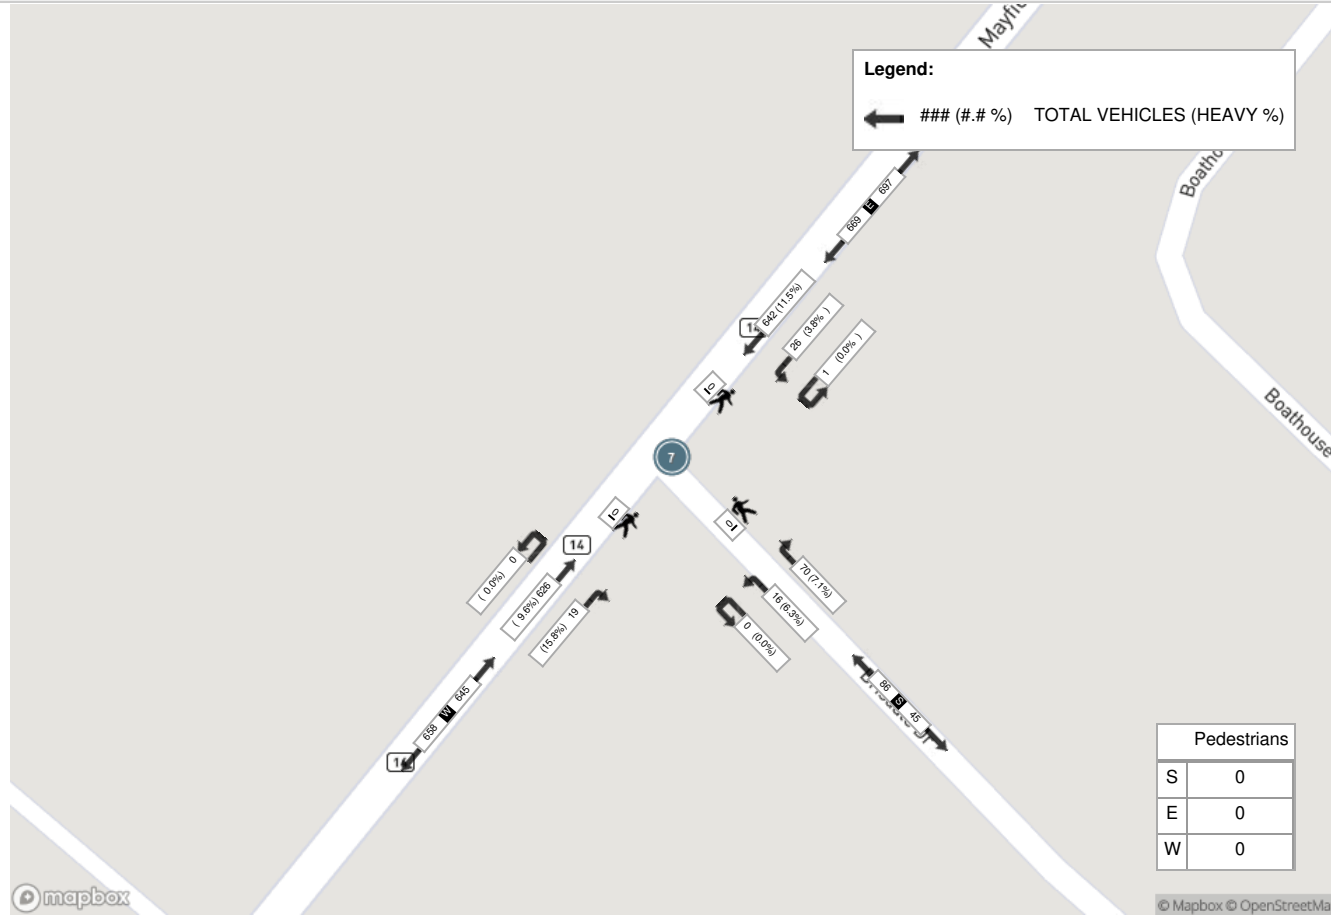 Mayfi
Legend:
### (#.# %) TOTAL VEHICLES (HEAVY %)
Boatho
669 E 697
642 (11.5%)
26 (3.8% )
1 (0.0% )
0
7
Boathouse
0
0
14
( 0.0%) 0
( 9.6%) 626
(15.8%) 19
70 (7.1%)
16 (6.3%)
0 (0.0%)
658 W 645
86 S 45
Pedestrians
S 0
E 0
W 0
mapbox
© Mapbox © OpenStreetMa